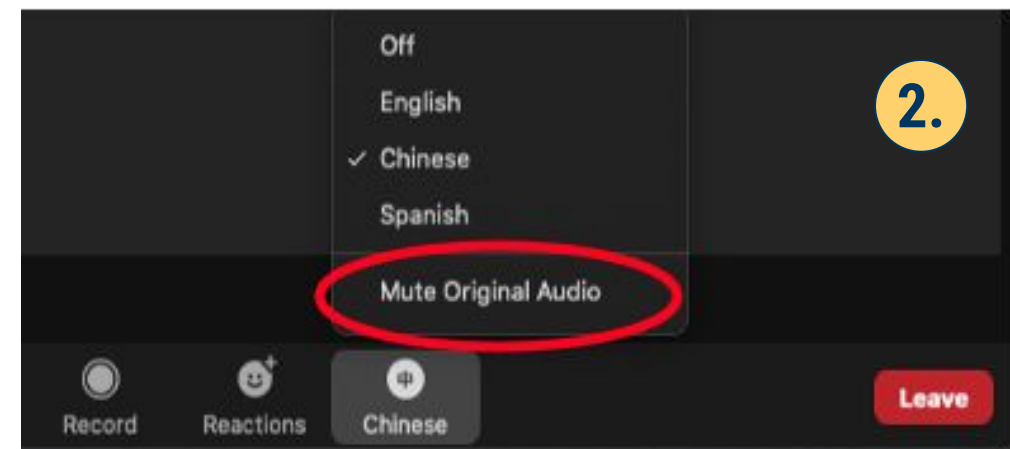 Off
2.
English
✓ Chinese
Spanish
Mute Original Audio
中
Record
Reactions
Chinese
Leave